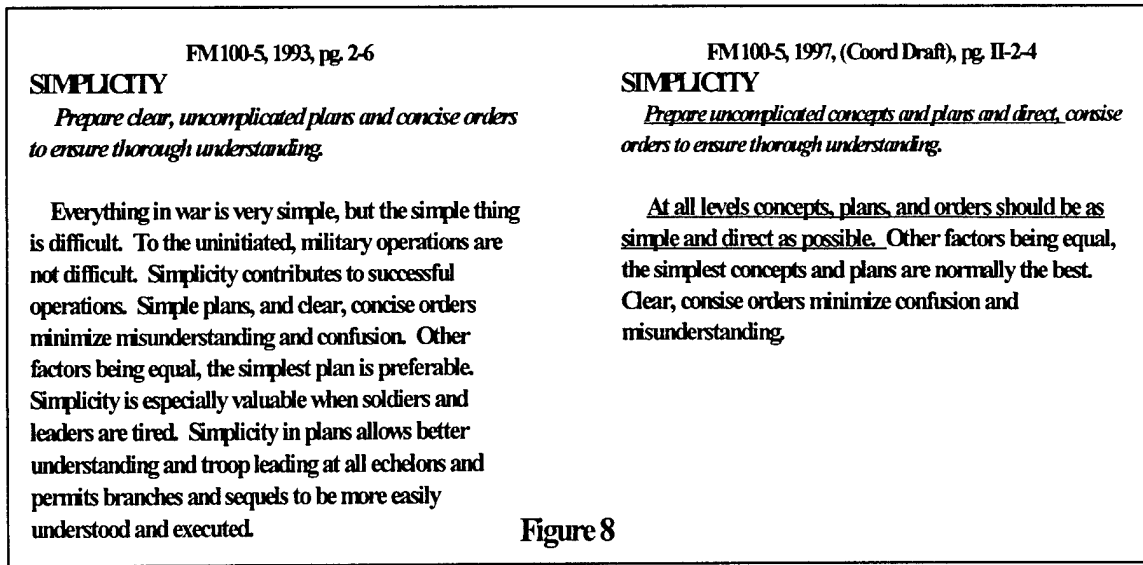 FM 100-5, 1993, pg. 2-6
SIMPLICITY
Prepare clear, uncomplicated plans and concise orders
to ensure thorough understanding.
Everything in war is very simple, but the simple thing
is difficult. To the uninitiated, military operations are
not difficult. Simplicity contributes to successful
operations. Simple plans, and clear, concise orders
minimize misunderstanding and confusion. Other
factors being equal, the simplest plan is preferable.
Simplicity is especially valuable when soldiers and
leaders are tired. Simplicity in plans allows better
understanding and troop leading at all echelons and
permits branches and sequels to be more easily
understood and executed.
FM 100-5, 1997, (Coord Draft), pg. II-2-4
SIMPLICITY
Prepare uncomplicated concepts and plans and direct, consise
orders to ensure thorough understanding.
At all levels concepts, plans, and orders should be as
simple and direct as possible. Other factors being equal,
the simplest concepts and plans are normally the best.
Clear, consise orders minimize confusion and
misunderstanding.
Figure 8